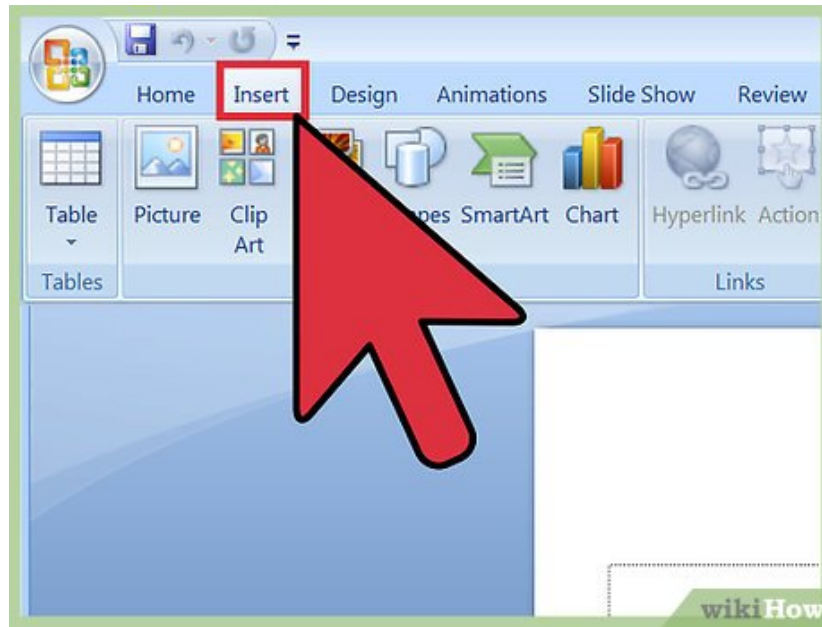 Home Insert Design Animations Slide Show Review
Table Picture Clip Art SmartArt Chart Hyperlink Action
Tables Links
wikiHow